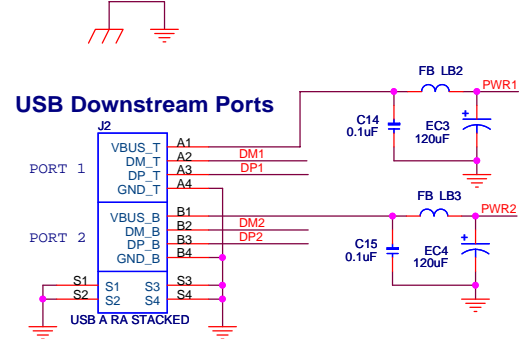 FB LB2
PWR1
USB Downstream Ports
J2
C14
0.1uF
EC3
120uF
+
VBUS_T A1
DM_T A2 DM1
PORT 1
DP_T A3 DP1
GND_T A4
FB LB3
PWR2
VBUS_B B1
DM_B B2 DM2
PORT 2
DP_B B3 DP2
GND_B B4
C15
0.1uF
EC4
120uF
+
S1 S1 S3 S3
S2 S2 S4 S4
USB A RA STACKED